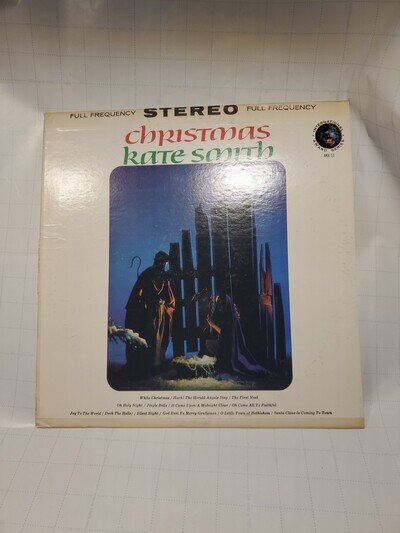 FULL FREQUENCY STEREO FULL FREQUENCY
INTERNATIONAL AWARD SERIES
christmas
kate smith
White Christmas / Hark! The Herald Angels Sing / The First Noel
Oh Holy Night / Jingle Bells / It Came Upon A Midnight Clear / Oh Come All Ye Faithful
Joy To The World / Deck The Halls / Silent Night / God Rest Ye Merry Gentlemen / O Little Town of Bethlehem / Santa Claus Is Coming To Town